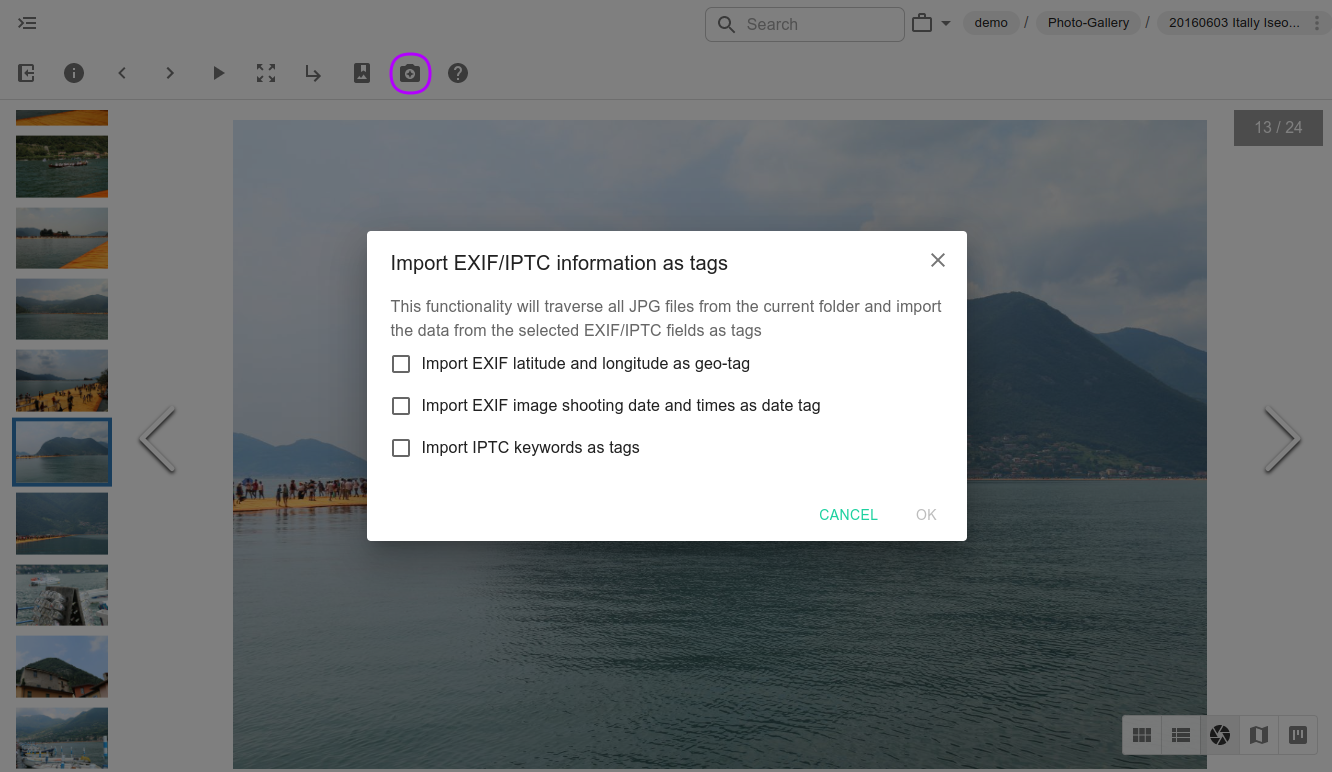 Search
demo / Photo-Gallery / 20160603 Itally Iseo...
13 / 24
Import EXIF/IPTC information as tags
This functionality will traverse all JPG files from the current folder and import
the data from the selected EXIF/IPTC fields as tags
Import EXIF latitude and longitude as geo-tag
Import EXIF image shooting date and times as date tag
Import IPTC keywords as tags
CANCEL OK